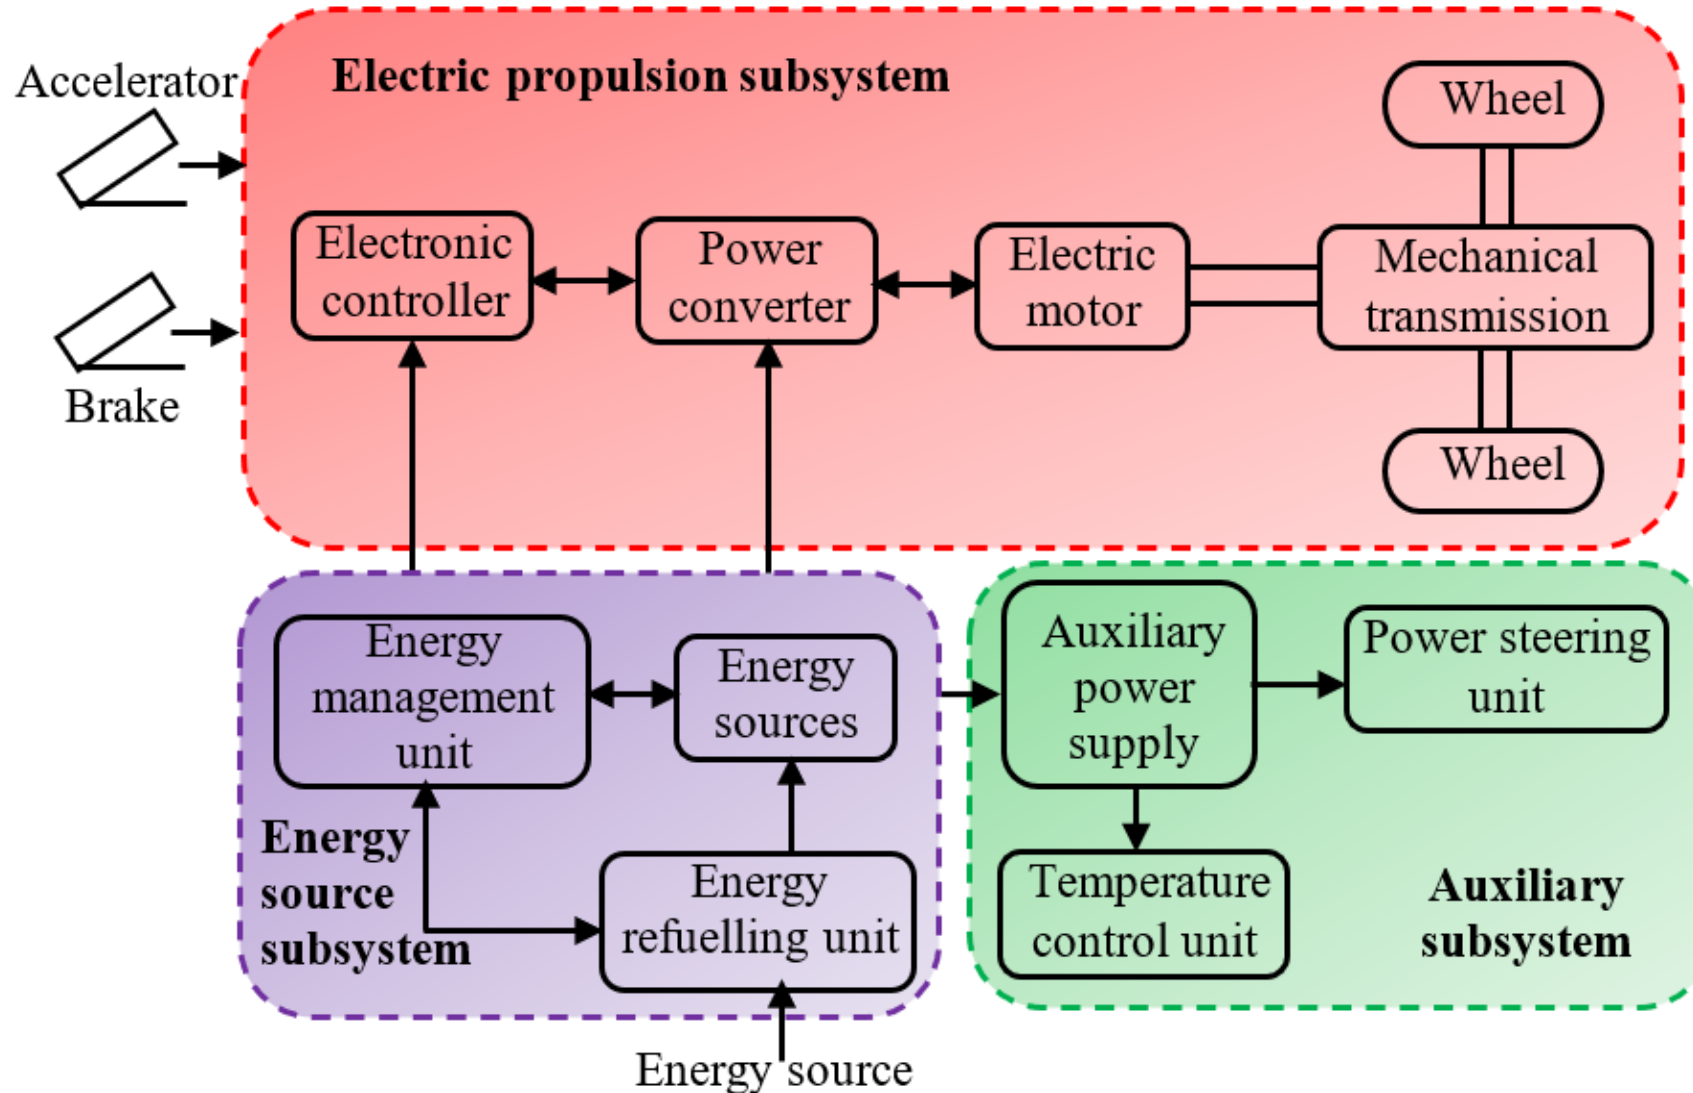 Electric propulsion subsystem
Accelerator
Brake
Electronic
controller
Power
converter
Electric
motor
Mechanical
transmission
Wheel
Wheel
Energy
management
unit
Energy
sources
Energy
source
subsystem
Energy
refuelling unit
Energy source
Auxiliary
power
supply
Power steering
unit
Temperature
control unit
Auxiliary
subsystem